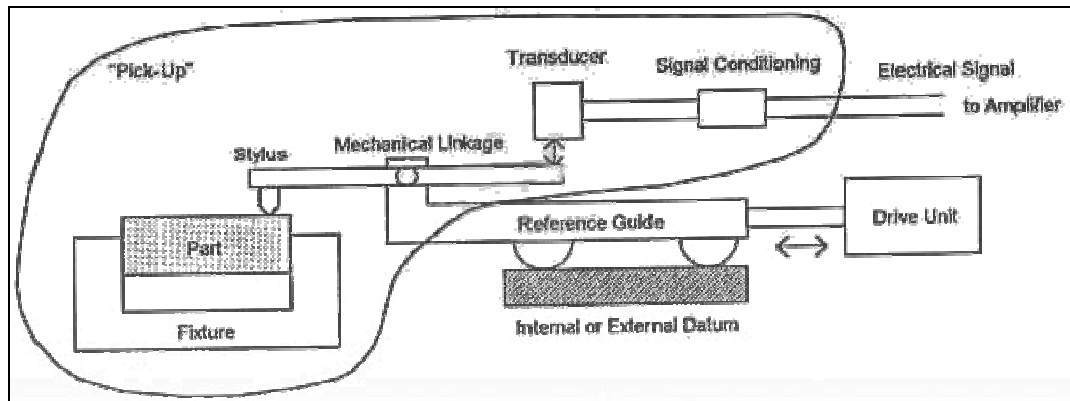 "Pick-Up"
Transducer
Signal Conditioning
Electrical Signal
to Amplifier
Mechanical Linkage
Stylus
Reference Guide
Drive Unit
Part
Fixture
Internal or External Datum